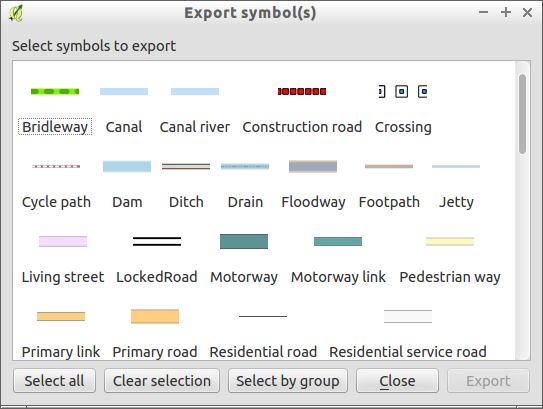 Export symbol(s)
Select symbols to export
Bridleway Canal Canal river Construction road Crossing
Cycle path Dam Ditch Drain Floodway Footpath Jetty
Living street LockedRoad Motorway Motorway link Pedestrian way
Primary link Primary road Residential road Residential service road
Select all Clear selection Select by group Close Export